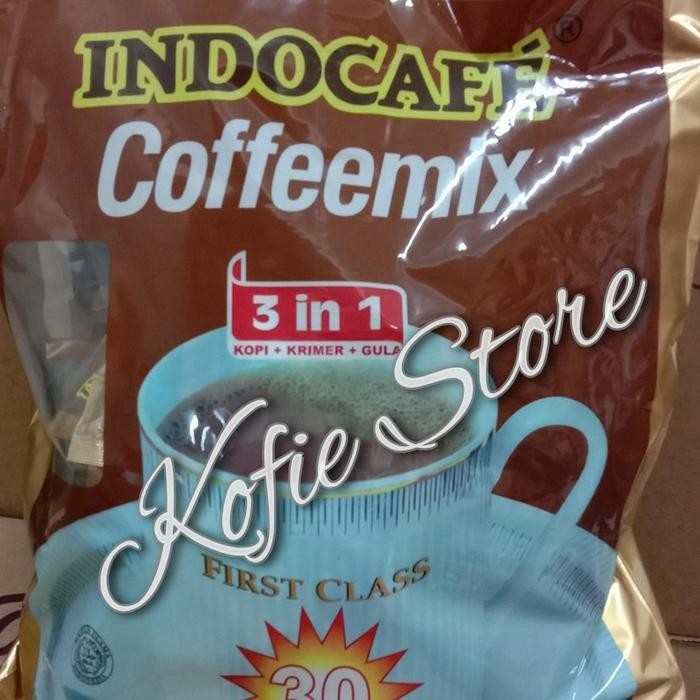 INDOCAFÉ®
Coffeemix
3 in 1
KOPI + KRIMER + GULA
Kofie Store
FIRST CLASS
30